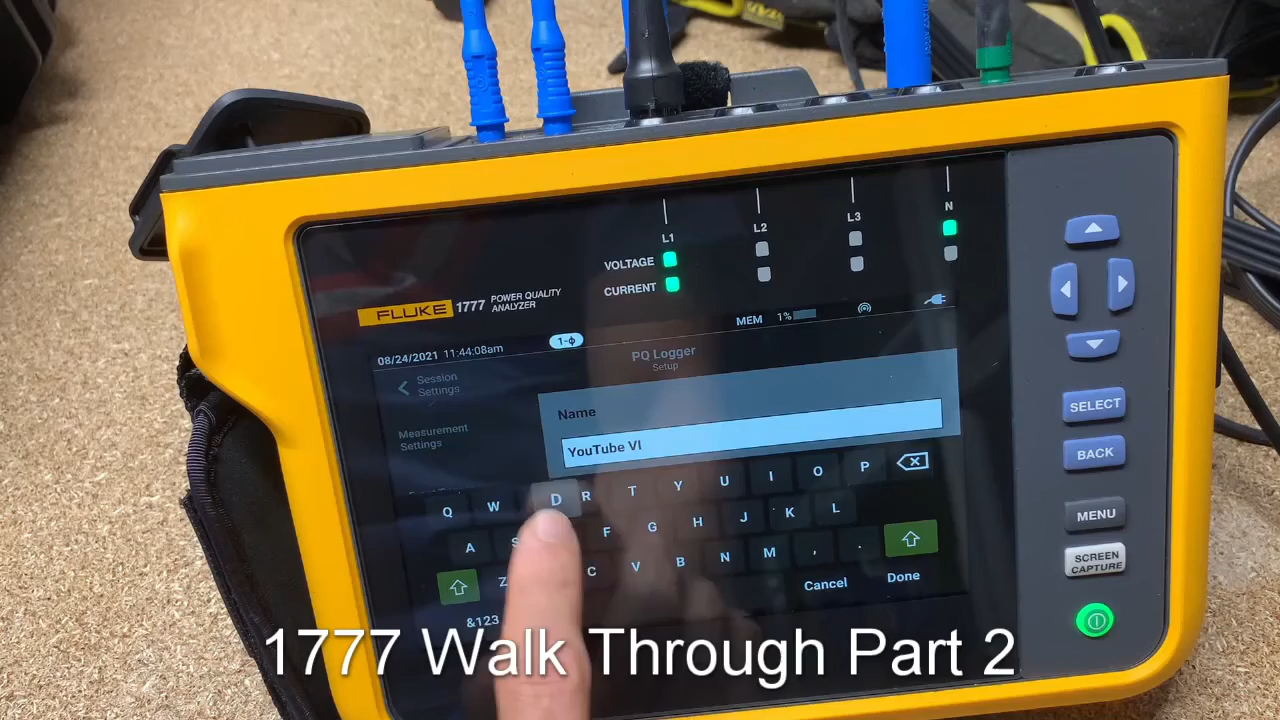 L1
L2
L3
N
VOLTAGE
CURRENT
FLUKE 1777 POWER QUALITY
ANALYZER
08/24/2021 11:44:08am
1-ϕ
MEM 1%
PQ Logger
Setup
Session
Settings
Measurement
Settings
Name
YouTube VI
Q W D R T Y U I O P
A S F G H J K L
Z C V B N M , .
&123
Cancel
Done
SELECT
BACK
MENU
SCREEN
CAPTURE
1777 Walk Through Part 2